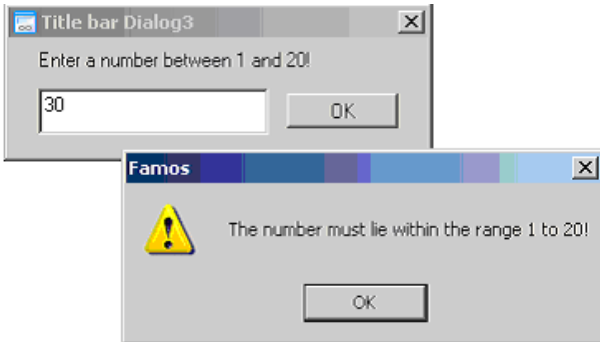 Title bar Dialog3
Enter a number between 1 and 20!
30
OK
Famos
The number must lie within the range 1 to 20!
OK